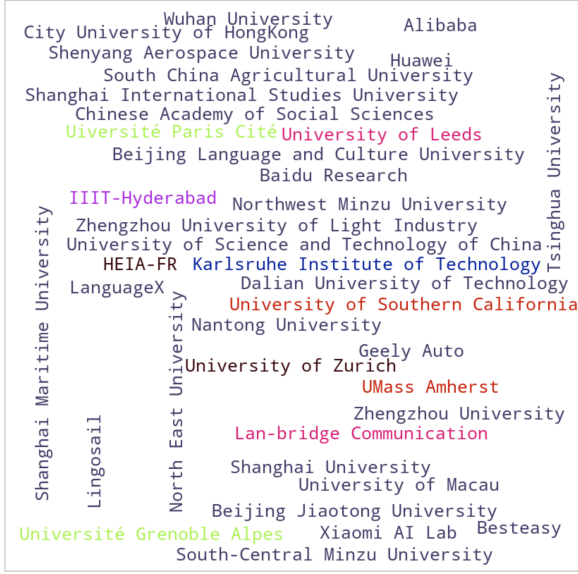 Wuhan University
Alibaba
City University of HongKong
Shenyang Aerospace University
Huawei
South China Agricultural University
Shanghai International Studies University
Chinese Academy of Social Sciences
Uiversité Paris Cité
University of Leeds
Beijing Language and Culture University
Tsinghua University
Baidu Research
IIIT-Hyderabad
Northwest Minzu University
Zhengzhou University of Light Industry
University of Science and Technology of China
HEIA-FR
Karlsruhe Institute of Technology
LanguageX
Dalian University of Technology
University of Southern California
Shanghai Maritime University
North East University
Nantong University
Geely Auto
University of Zurich
UMass Amherst
Zhengzhou University
Lan-bridge Communication
Lingosail
Shanghai University
University of Macau
Beijing Jiaotong University
Université Grenoble Alpes
Xiaomi AI Lab
Besteasy
South-Central Minzu University